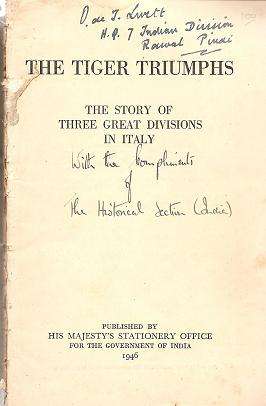 O. de T. Lovett
H.Q. 7 Indian Division
Rawal Pindi
THE TIGER TRIUMPHS
THE STORY OF
THREE GREAT DIVISIONS
IN ITALY
With the Compliments
of
The Historical Section (India)
PUBLISHED BY
HIS MAJESTY'S STATIONERY OFFICE
FOR THE GOVERNMENT OF INDIA
1946